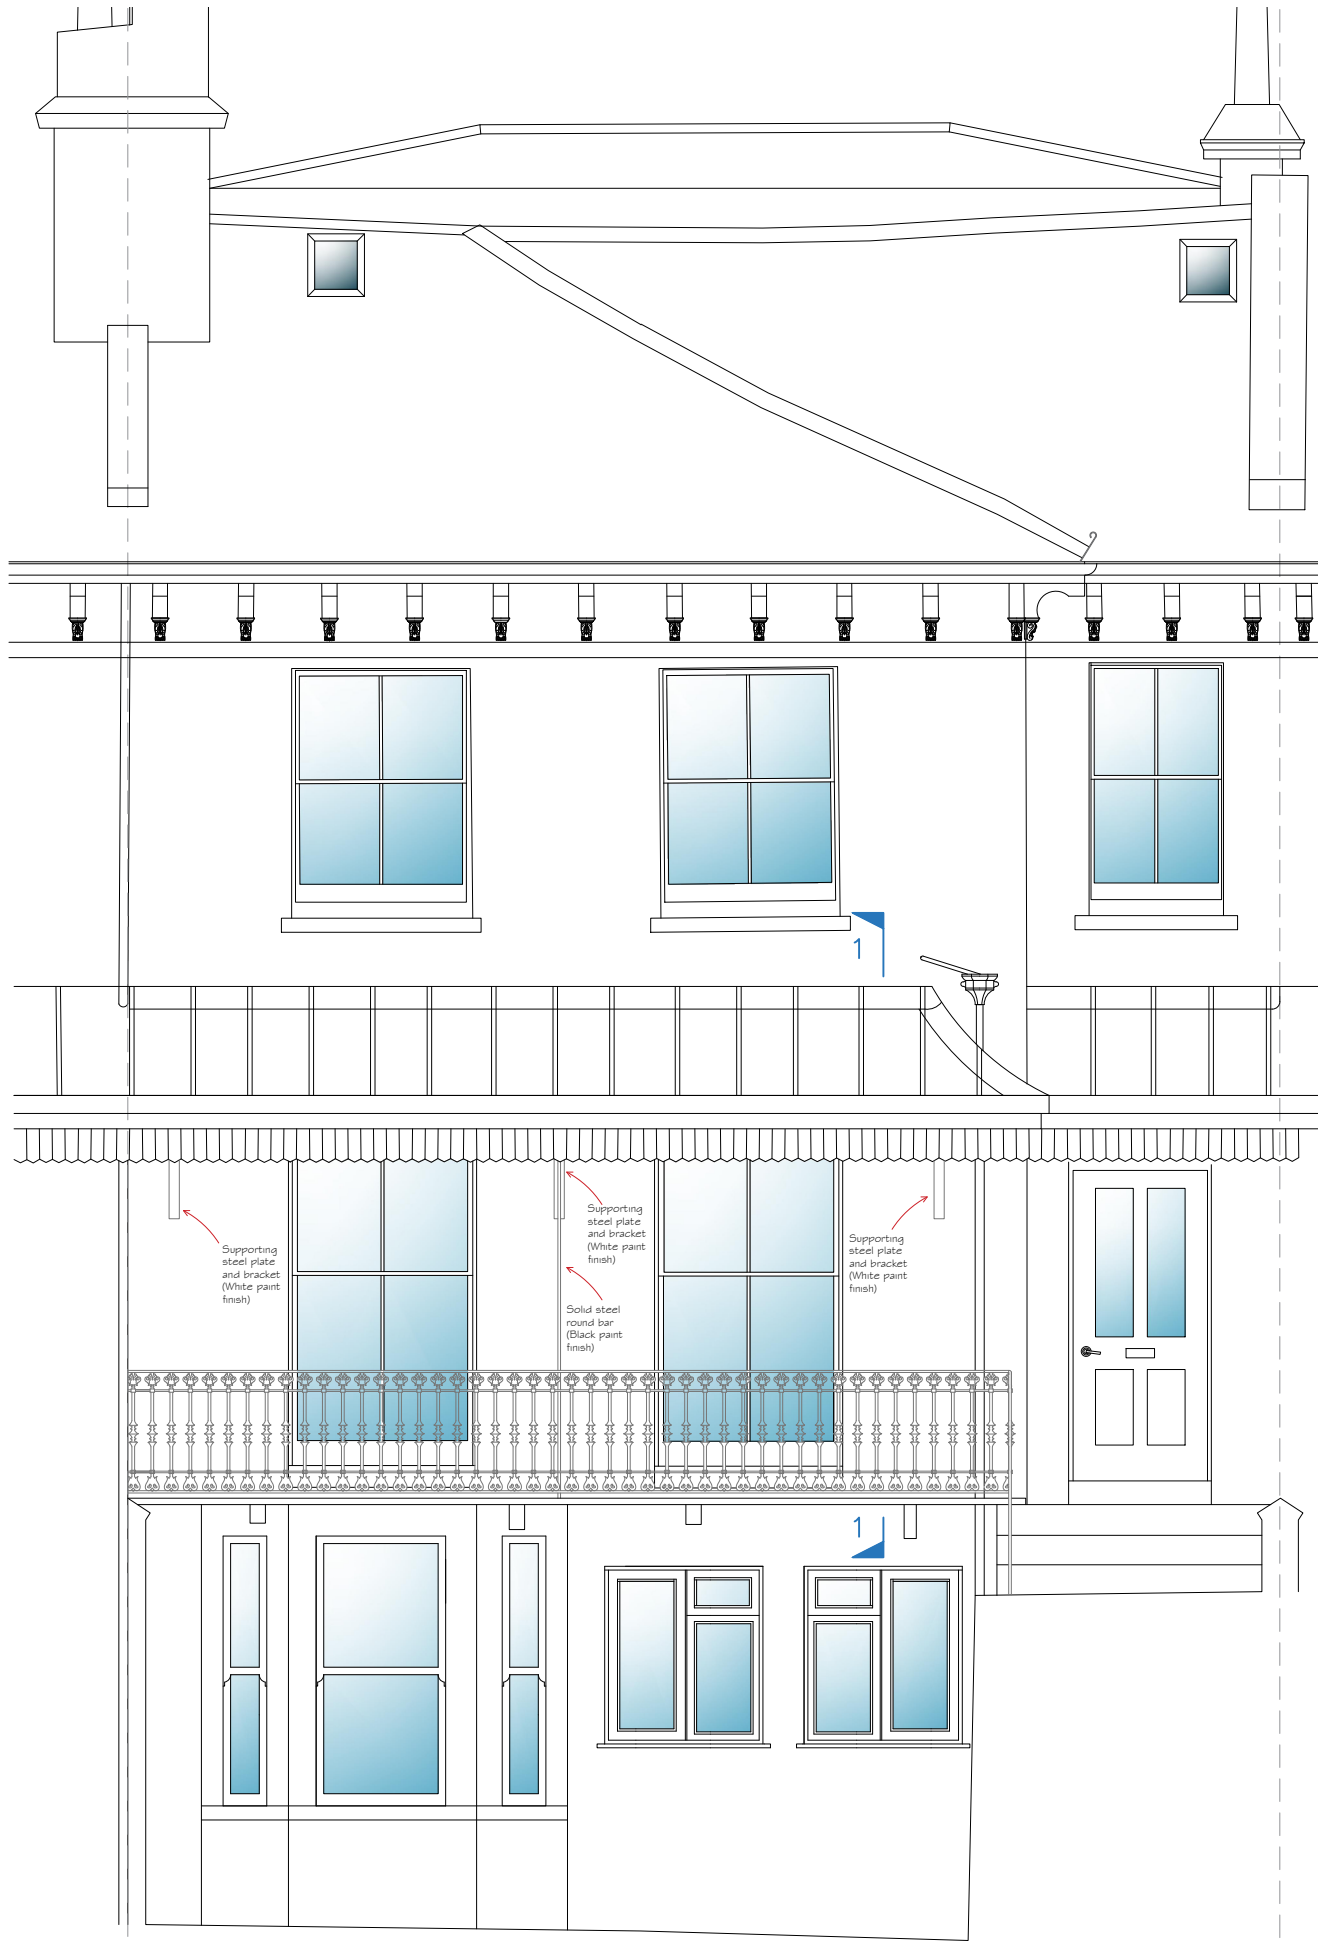 1
Supporting
steel plate
and bracket
(White paint
finish)
Supporting
steel plate
and bracket
(White paint
finish)
Supporting
steel plate
and bracket
(White paint
finish)
Solid steel
round bar
(Black paint
finish)
1